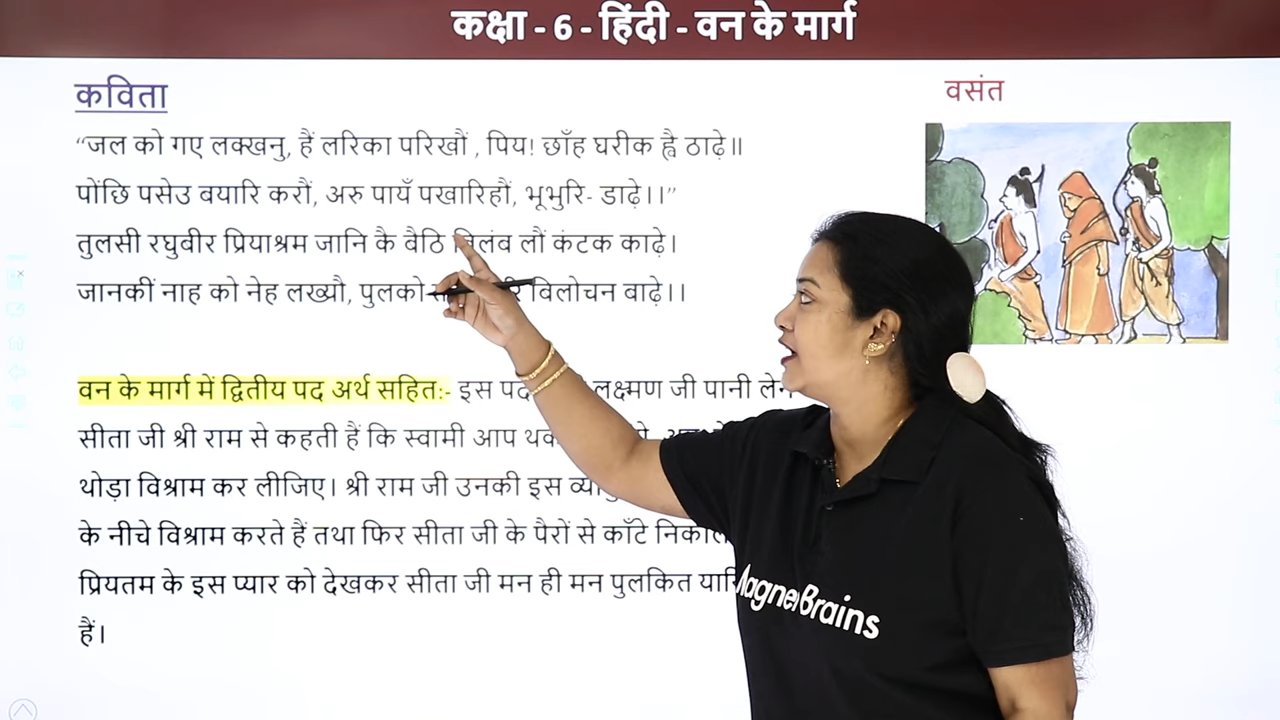 कक्षा - 6 - हिंदी - वन के मार्ग
कविता
वसंत
“जल को गए लक्खनु, हैं लरिका परिखौं , पिय! छाँह घरीक ह्वै ठाढ़े॥
पोंछि पसेउ बयारि करौं, अरु पायँ पखारिहौं, भूभुरि- डाढ़े।।”
तुलसी रघुवीर प्रियाश्रम जानि कै बैठि बिलंब लौं कंटक काढ़े।
जानकीं नाह को नेह लख्यौ, पुलको विलोचन वाढ़े।।
वन के मार्ग में द्वितीय पद अर्थ सहित:- इस पद लक्ष्मण जी पानी लेन
सीता जी श्री राम से कहती हैं कि स्वामी आप थक
थोड़ा विश्राम कर लीजिए। श्री राम जी उनकी इस
के नीचे विश्राम करते हैं तथा फिर सीता जी के पैरों से काँटे
प्रियतम के इस प्यार को देखकर सीता जी मन ही मन पुलकित
हैं।
Magnet Brains